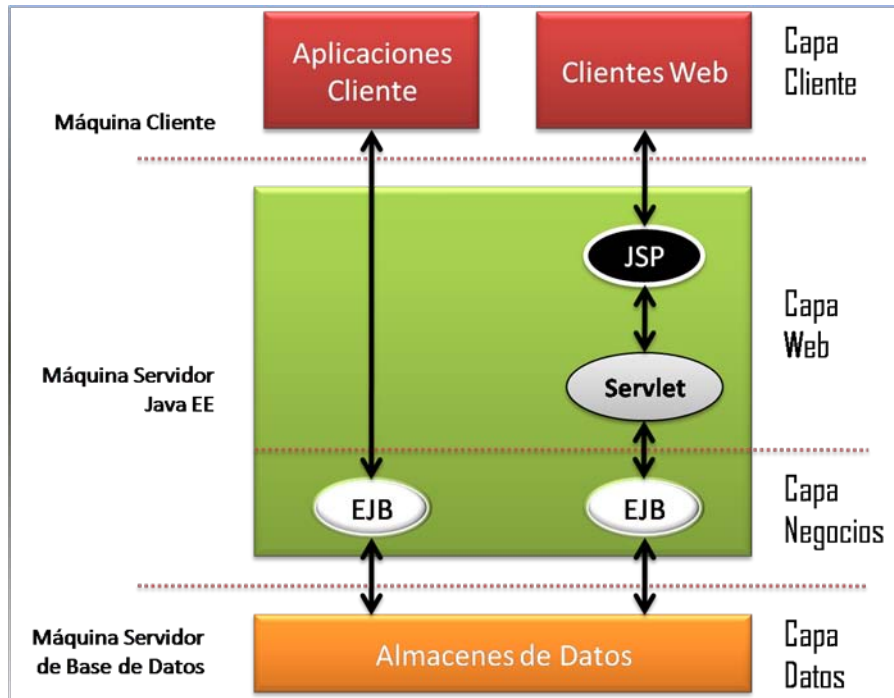 Aplicaciones
Cliente
Clientes Web
Capa
Cliente
Máquina Cliente
JSP
Capa
Web
Servlet
Máquina Servidor
Java EE
EJB
EJB
Capa
Negocios
Almacenes de Datos
Máquina Servidor
de Base de Datos
Capa
Datos